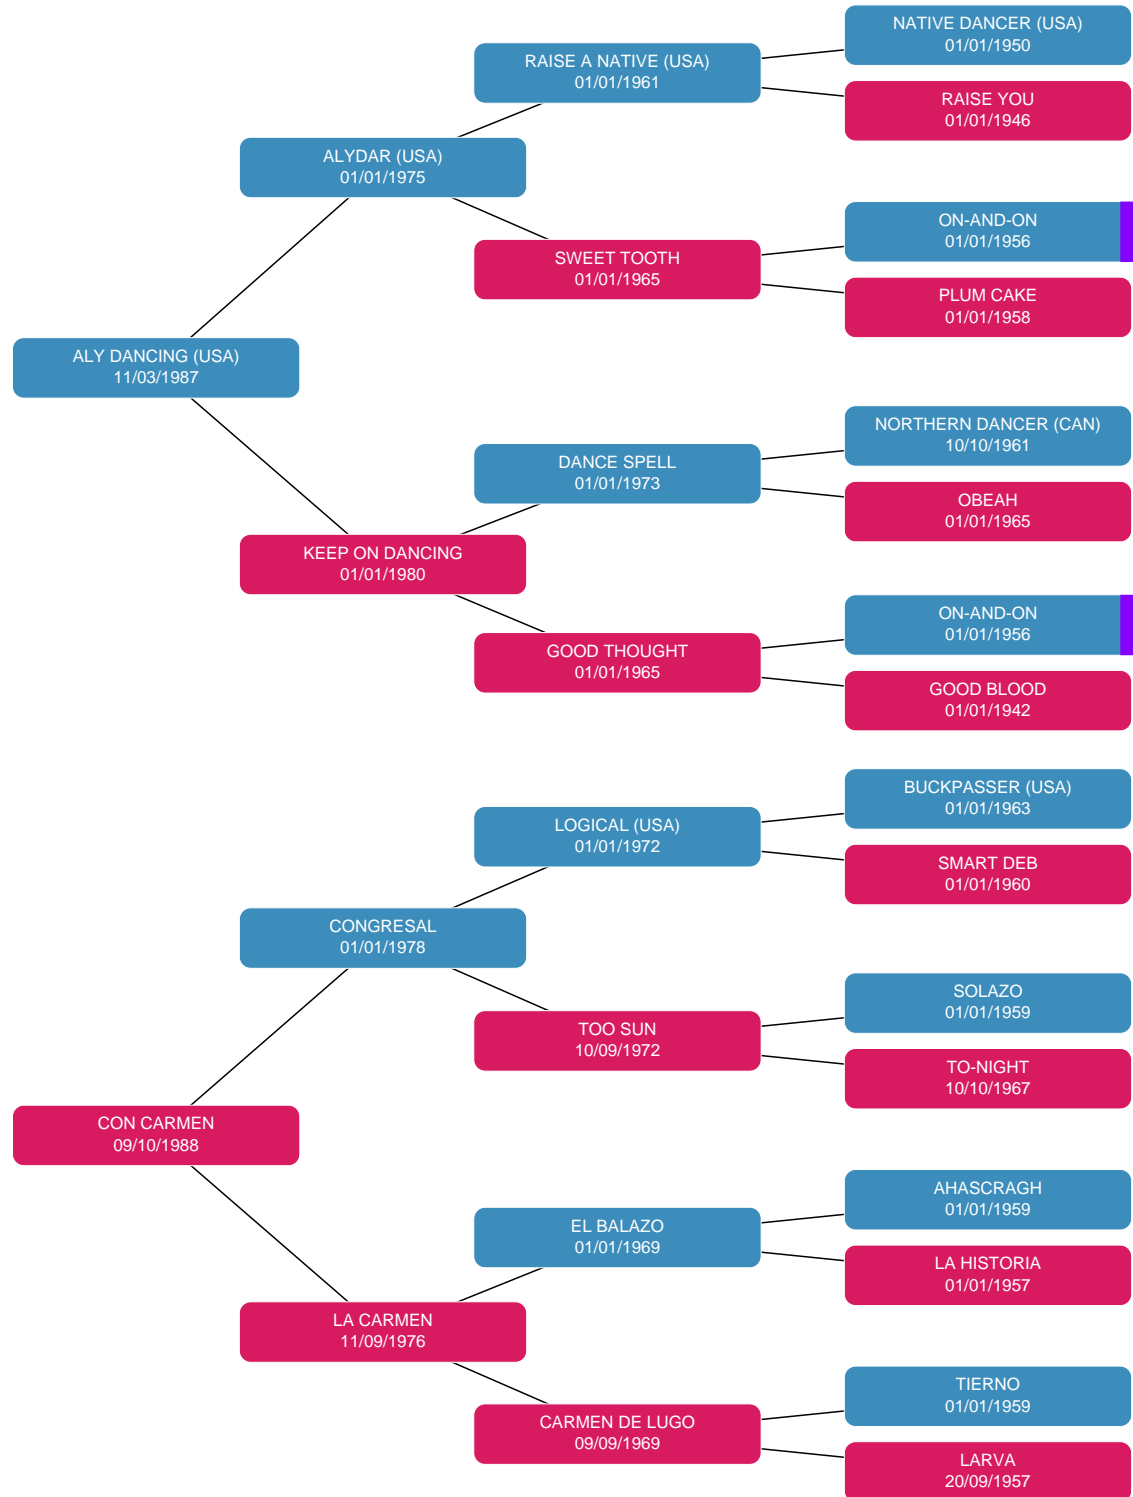 NATIVE DANCER (USA)
01/01/1950
RAISE A NATIVE (USA)
01/01/1961
RAISE YOU
01/01/1946
ALYDAR (USA)
01/01/1975
ON-AND-ON
01/01/1956
SWEET TOOTH
01/01/1965
PLUM CAKE
01/01/1958
ALY DANCING (USA)
11/03/1987
NORTHERN DANCER (CAN)
10/10/1961
DANCE SPELL
01/01/1973
OBEAH
01/01/1965
KEEP ON DANCING
01/01/1980
ON-AND-ON
01/01/1956
GOOD THOUGHT
01/01/1965
GOOD BLOOD
01/01/1942
BUCKPASSER (USA)
01/01/1963
LOGICAL (USA)
01/01/1972
SMART DEB
01/01/1960
CONGRESAL
01/01/1978
SOLAZO
01/01/1959
TOO SUN
10/09/1972
TO-NIGHT
10/10/1967
CON CARMEN
09/10/1988
AHASCRAGH
01/01/1959
EL BALAZO
01/01/1969
LA HISTORIA
01/01/1957
LA CARMEN
11/09/1976
TIERNO
01/01/1959
CARMEN DE LUGO
09/09/1969
LARVA
20/09/1957